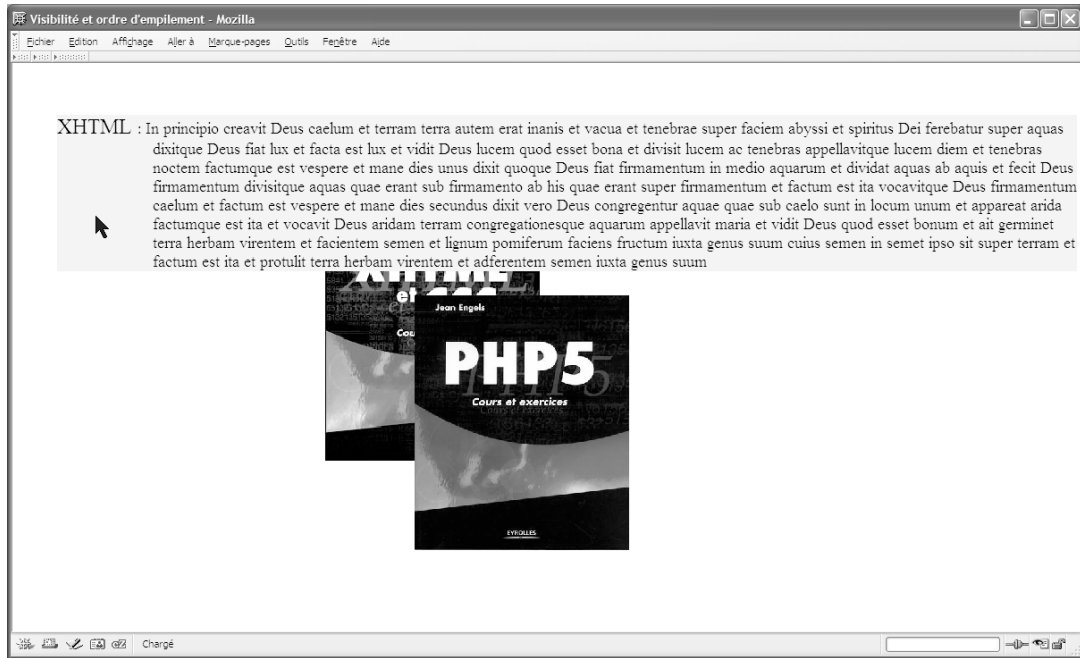 Visibilité et ordre d'empilement - Mozilla
Fichier Edition Affichage Aller à Marque-pages Outils Fenêtre Aide
XHTML : In principio creavit Deus caelum et terram terra autem erat inanis et vacua et tenebrae super faciem abyssi et spiritus Dei ferebatur super aquas
dixitque Deus fiat lux et facta est lux et vidit Deus lucem quod esset bona et divisit lucem ac tenebras appellavitque lucem diem et tenebras
noctem factumque est vespere et mane dies unus dixit quoque Deus fiat firmamentum in medio aquarum et dividat aquas ab aquis et fecit Deus
firmamentum divisitque aquas quae erant sub firmamento ab his quae erant super firmamentum et factum est ita vocavitque Deus firmamentum
caelum et factum est vespere et mane dies secundus dixit vero Deus congregentur aquae quae sub caelo sunt in locum unum et appareat arida
factumque est ita et vocavit Deus aridam terram congregationesque aquarum appellavit maria et vidit Deus quod esset bonum et ait germinet
terra herbam virentem et facientem semen et lignum pomiferum faciens fructum iuxta genus suum cuius semen in semet ipso sit super terram et
factum est ita et protulit terra herbam virentem et adferentem semen iuxta genus suum
XHTML
et CSS
Jean Engels
Cou
PHP5
Cours et exercices
EYROLLES
Chargé